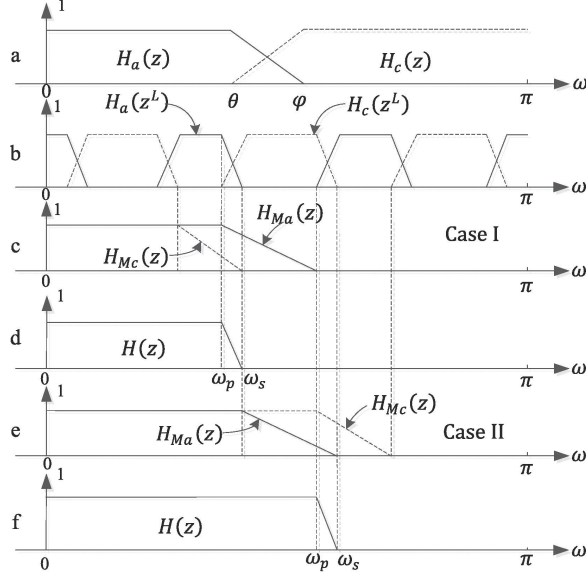 1
a
H_a(z)
H_c(z)
0
θ
φ
π
ω
1
H_a(z^L)
H_c(z^L)
b
0
π
ω
1
H_Ma(z)
c
H_Mc(z)
Case I
0
π
ω
1
d
H(z)
0
ω_p ω_s
π
ω
1
H_Mc(z)
e
H_Ma(z)
Case II
0
π
ω
1
f
H(z)
0
ω_p ω_s
π
ω